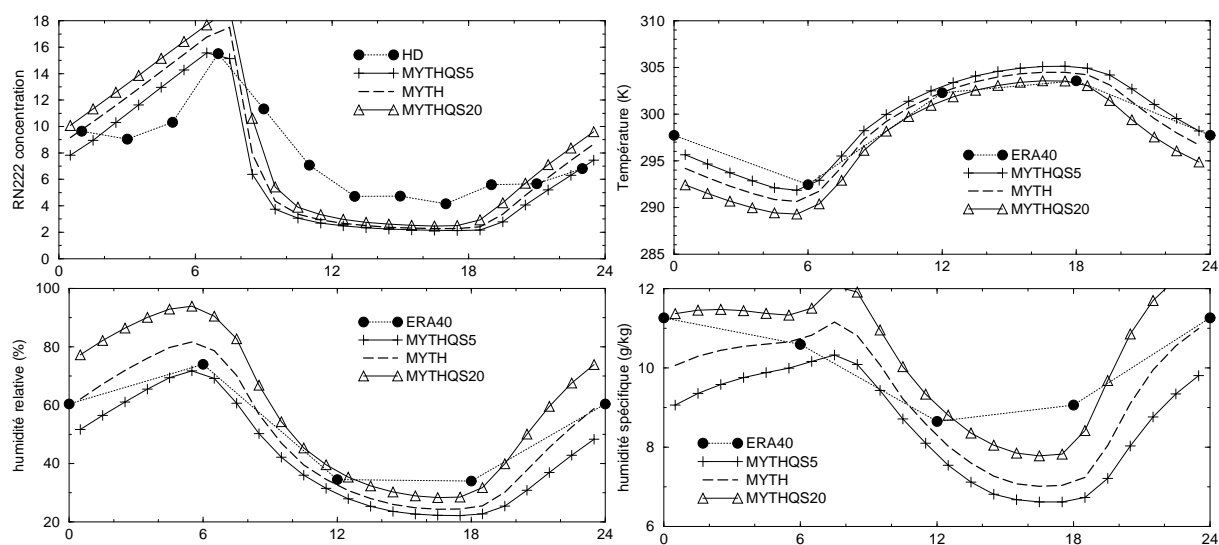 RN222 concentration
18
16
14
12
10
8
6
4
2
0
HD
MYTHQS5
MYTH
MYTHQS20
0 6 12 18 24
Température (K)
310
305
300
295
290
285
ERA40
MYTHQS5
MYTH
MYTHQS20
0 6 12 18 24
humidité relative (%)
100
80
60
40
20
ERA40
MYTHQS5
MYTH
MYTHQS20
0 6 12 18 24
humidité spécifique (g/kg)
12
10
8
6
ERA40
MYTHQS5
MYTH
MYTHQS20
0 6 12 18 24